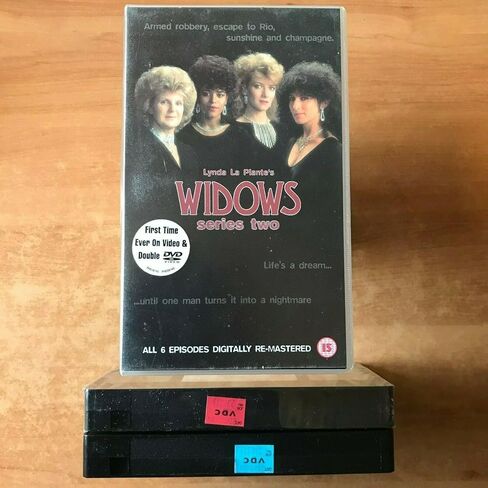 Armed robbery, escape to Rio,
sunshine and champagne.
Lynda La Plante's
WIDOWS
series two
First Time
Ever On Video &
Double DVD
VIDEO
Life's a dream...
...until one man turns it into a nightmare
ALL 6 EPISODES DIGITALLY RE-MASTERED
15
VDC
VDC